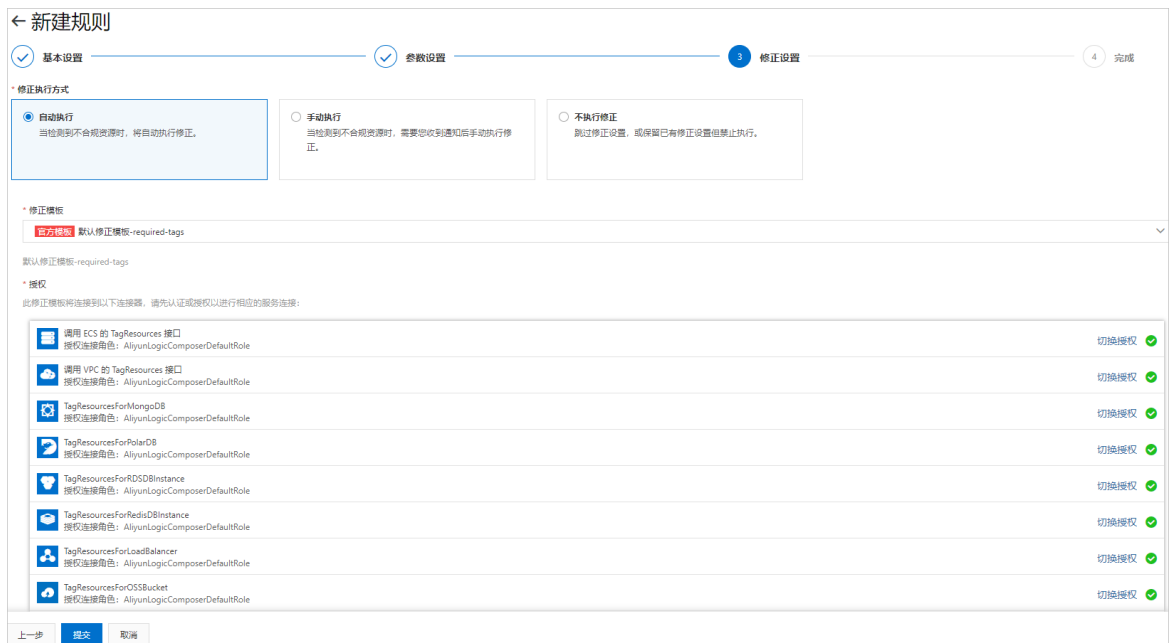 ← 新建规则
基本设置
参数设置
3 修正设置
4 完成
* 修正执行方式
自动执行
当检测到不合规资源时，将自动执行修正。
手动执行
当检测到不合规资源时，需要您收到通知后手动执行修
正。
不执行修正
跳过修正设置，或保留已有修正设置但禁止执行。
* 修正模板
官方模板 默认修正模板-required-tags
默认修正模板-required-tags
* 授权
此修正模板将连接到以下连接器，请先认证或授权以进行相应的服务连接：
调用 ECS 的 TagResources 接口
授权连接角色：AliyunLogicComposerDefaultRole
切换授权
调用 VPC 的 TagResources 接口
授权连接角色：AliyunLogicComposerDefaultRole
切换授权
TagResourcesForMongoDB
授权连接角色：AliyunLogicComposerDefaultRole
切换授权
TagResourcesForPolarDB
授权连接角色：AliyunLogicComposerDefaultRole
切换授权
TagResourcesForRDSDBInstance
授权连接角色：AliyunLogicComposerDefaultRole
切换授权
TagResourcesForRedisDBInstance
授权连接角色：AliyunLogicComposerDefaultRole
切换授权
TagResourcesForLoadBalancer
授权连接角色：AliyunLogicComposerDefaultRole
切换授权
TagResourcesForOSSBucket
授权连接角色：AliyunLogicComposerDefaultRole
切换授权
上一步 提交 取消